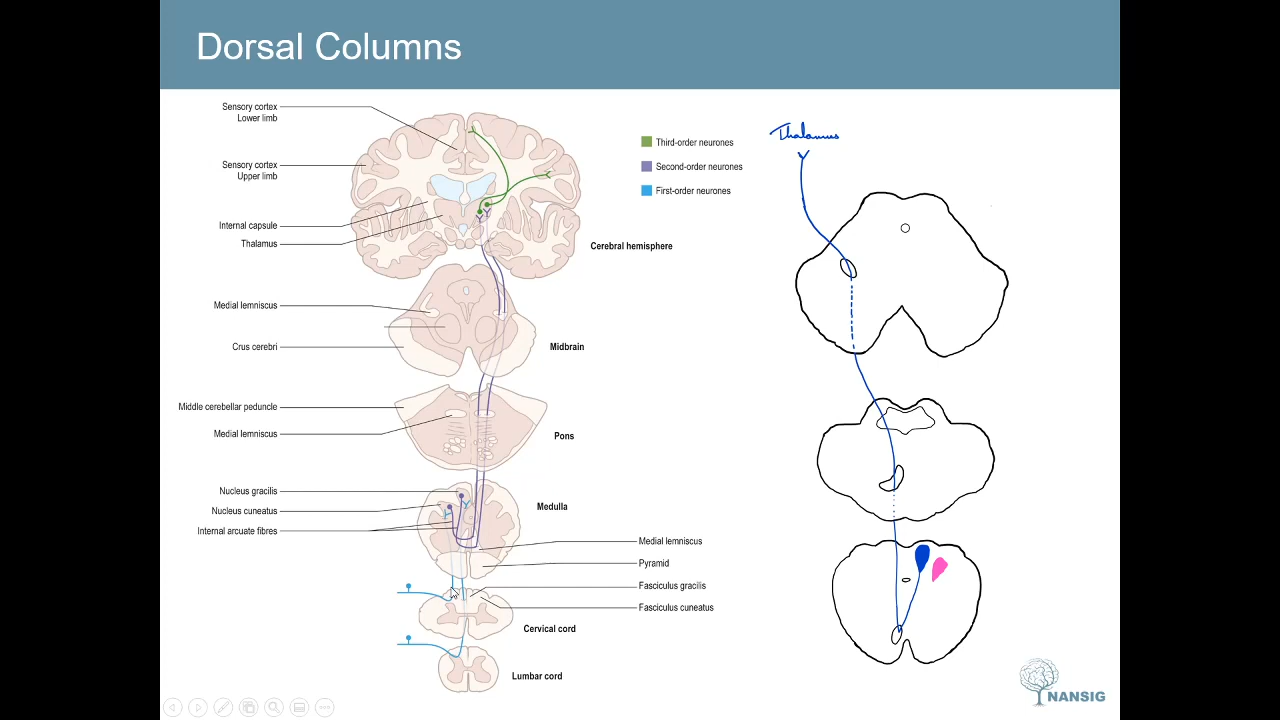 Dorsal Columns
Sensory cortex
Lower limb
Sensory cortex
Upper limb
Internal capsule
Thalamus
Medial lemniscus
Crus cerebri
Middle cerebellar peduncle
Medial lemniscus
Nucleus gracilis
Nucleus cuneatus
Internal arcuate fibres
Third-order neurones
Second-order neurones
First-order neurones
Cerebral hemisphere
Midbrain
Pons
Medulla
Medial lemniscus
Pyramid
Fasciculus gracilis
Fasciculus cuneatus
Cervical cord
Lumbar cord
Thalamus
NANSIG